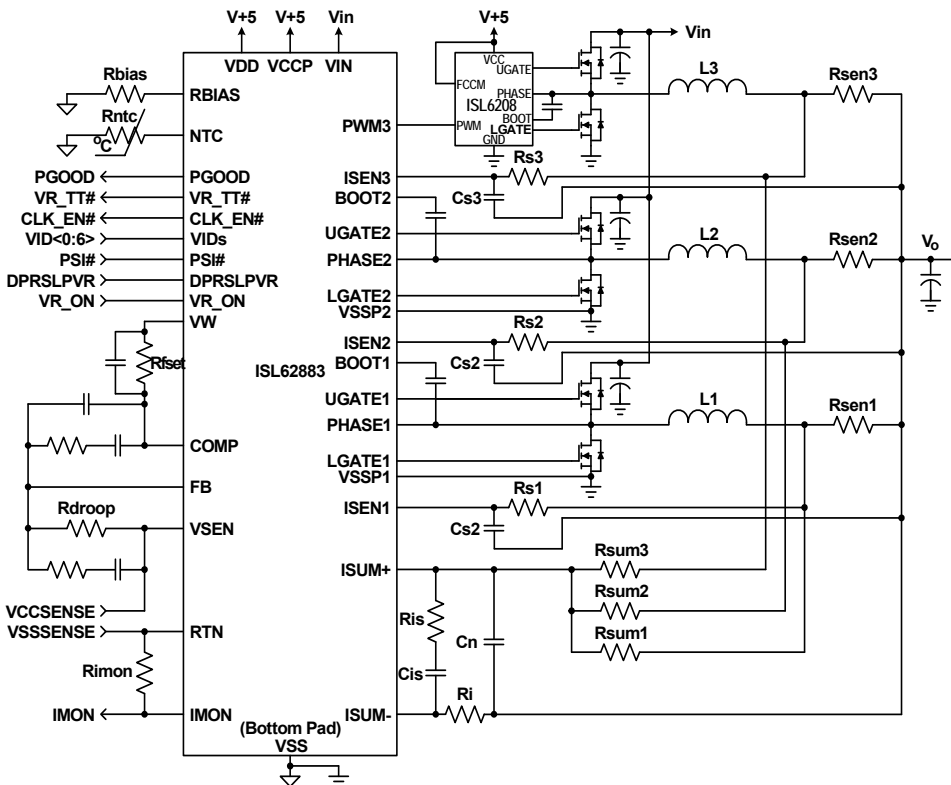 V+5 V+5 Vin
VDD VCCP VIN
V+5
Vin
VCC
UGATE
FCCM
PHASE
ISL6208
BOOT
PWM
LGATE
GND
L3
Rsen3
Rbias
RBIAS
Rntc
°C
NTC
PWM3
PGOOD PGOOD
VR_TT# VR_TT#
CLK_EN# CLK_EN#
VID<0:6> VIDs
PSI# PSI#
DPRSLPVR DPRSLPVR
VR_ON VR_ON
VW
Rfset
ISL62883
COMP
FB
Rdroop
VSEN
VCCSENSE
VSSSENSE
RTN
Rimon
IMON IMON
(Bottom Pad)
VSS
ISEN3
Rs3
Cs3
BOOT2
UGATE2
PHASE2
L2
Rsen2
Vo
LGATE2
VSSP2
ISEN2
Rs2
Cs2
BOOT1
UGATE1
PHASE1
L1
Rsen1
LGATE1
VSSP1
ISEN1
Rs1
Cs2
ISUM+
Rsum3
Rsum2
Rsum1
Ris
Cn
Cis
Ri
ISUM-